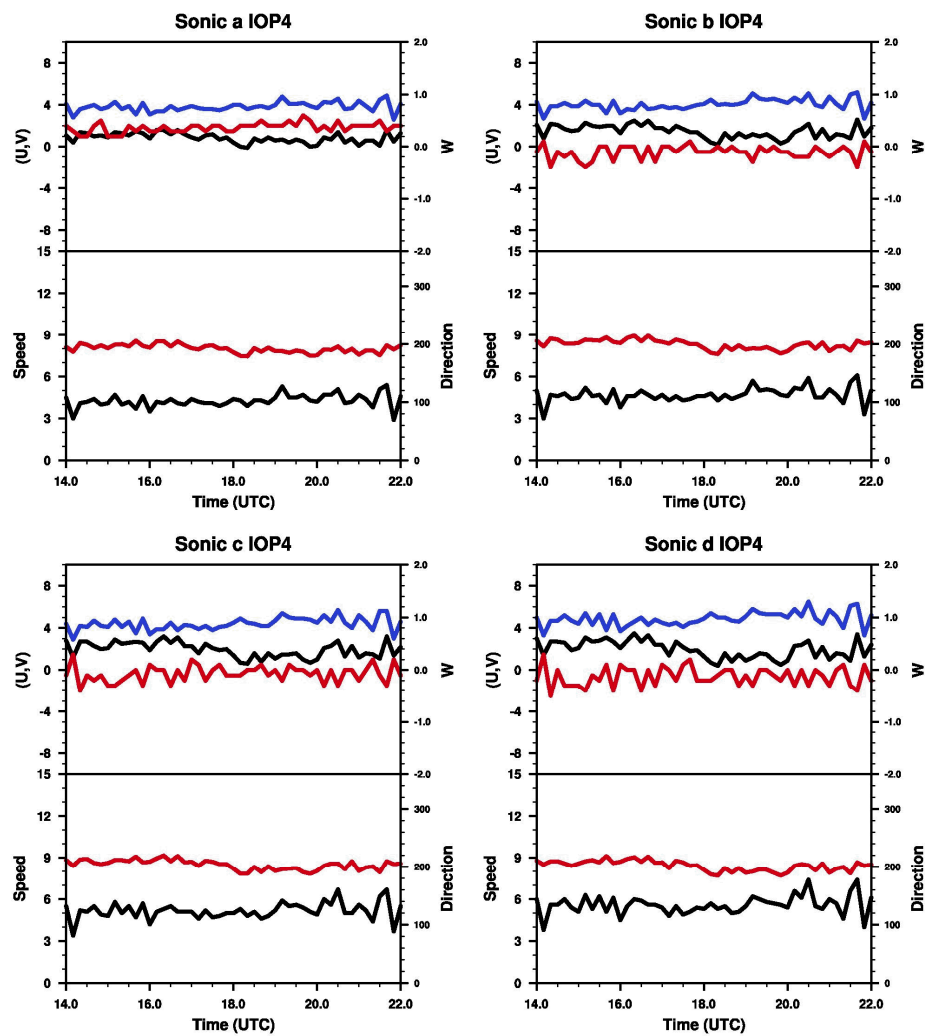 Sonic a IOP4
8
4
0
-4
-8
(U,V)
2.0
1.0
0.0
-1.0
-2.0
W
15
12
9
6
3
0
Speed
300
200
100
0
Direction
14.0 16.0 18.0 20.0 22.0
Time (UTC)
Sonic b IOP4
8
4
0
-4
-8
(U,V)
2.0
1.0
0.0
-1.0
-2.0
W
15
12
9
6
3
0
Speed
300
200
100
0
Direction
14.0 16.0 18.0 20.0 22.0
Time (UTC)
Sonic c IOP4
8
4
0
-4
-8
(U,V)
2.0
1.0
0.0
-1.0
-2.0
W
15
12
9
6
3
0
Speed
300
200
100
0
Direction
14.0 16.0 18.0 20.0 22.0
Time (UTC)
Sonic d IOP4
8
4
0
-4
-8
(U,V)
2.0
1.0
0.0
-1.0
-2.0
W
15
12
9
6
3
0
Speed
300
200
100
0
Direction
14.0 16.0 18.0 20.0 22.0
Time (UTC)